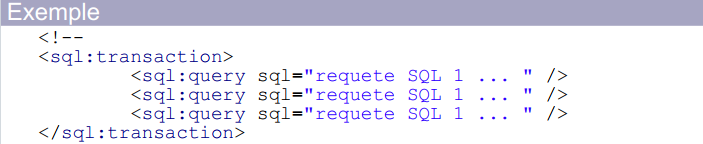 Exemple
<!--
<sql:transaction>
<sql:query sql="requete SQL 1 ... " />
<sql:query sql="requete SQL 1 ... " />
<sql:query sql="requete SQL 1 ... " />
</sql:transaction>